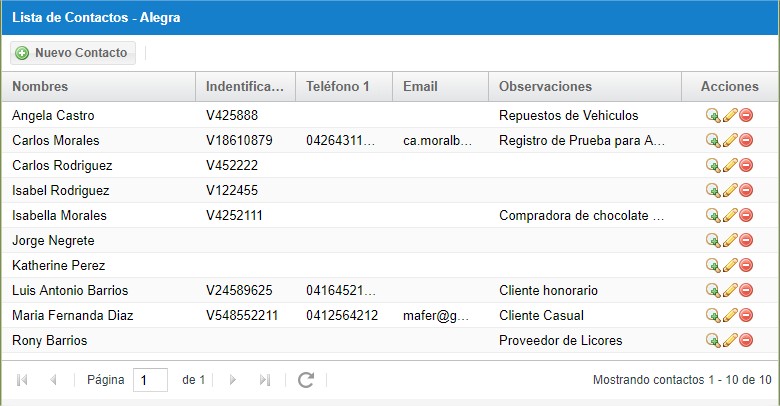 Lista de Contactos - Alegra
Nuevo Contacto
Nombres Indentifica... Teléfono 1 Email Observaciones Acciones
Angela Castro V425888 Repuestos de Vehiculos
Carlos Morales V18610879 04264311... ca.moralb... Registro de Prueba para A...
Carlos Rodriguez V452222
Isabel Rodriguez V122455
Isabella Morales V4252111 Compradora de chocolate ...
Jorge Negrete
Katherine Perez
Luis Antonio Barrios V24589625 04164521... Cliente honorario
Maria Fernanda Diaz V548552211 0412564212 mafer@g... Cliente Casual
Rony Barrios Proveedor de Licores
Página 1 de 1 Mostrando contactos 1 - 10 de 10